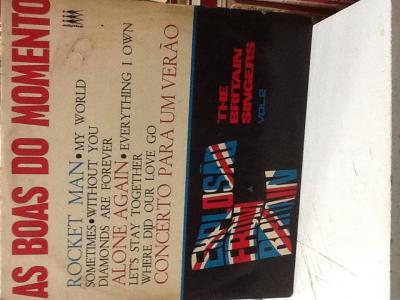 AS BOAS DO MOMENTO
ROCKET MAN • MY WORLD
SOMETIMES • WITHOUT YOU
DIAMONDS ARE FOREVER
ALONE AGAIN • EVERYTHING I OWN
LET'S STAY TOGETHER
WHERE DID OUR LOVE GO
CONCERTO PARA UM VERÃO
EXPLOSÃO
FROM
BRITAIN
THE
BRITAIN
SINGERS
VOL.2